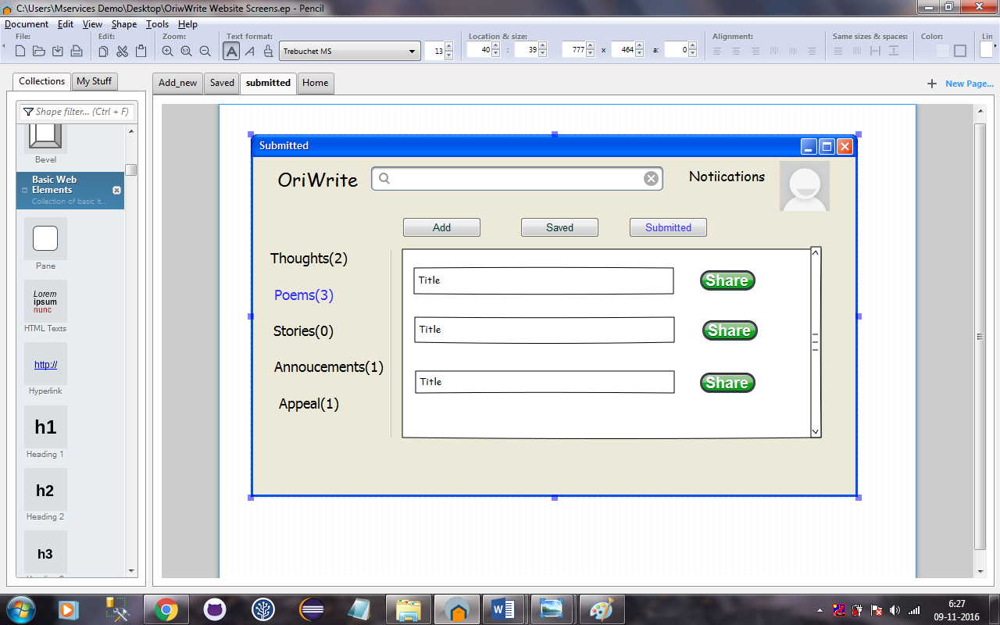 C:\Users\Mservices Demo\Desktop\OriwWrite Website Screens.ep - Pencil
Document Edit View Shape Tools Help
File: Edit: Zoom: Text format: Location & size: Alignment: Same sizes & spaces: Color: Lin
Trebuchet MS 13 40 : 39 777 x 464 a: 0
Collections My Stuff
Add_new Saved submitted Home
New Page...
Shape filter... (Ctrl + F)
Bevel
Basic Web
Elements
Collection of basic it...
Pane
Lorem
ipsum
nunc
HTML Texts
http://
Hyperlink
h1
Heading 1
h2
Heading 2
h3
Submitted
OriWrite
Notiications
Add Saved Submitted
Thoughts(2)
Poems(3)
Stories(0)
Annoucements(1)
Appeal(1)
Title Share
Title Share
Title Share
6:27
09-11-2016